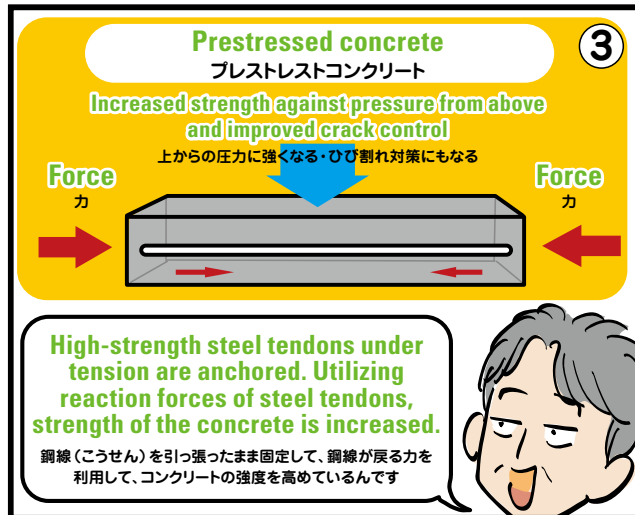 Prestressed concrete
③
プレストレストコンクリート
Increased strength against pressure from above
and improved crack control
上からの圧力に強くなる・ひび割れ対策にもなる
Force
力
Force
力
High-strength steel tendons under
tension are anchored. Utilizing
reaction forces of steel tendons,
strength of the concrete is increased.
鋼線（こうせん）を引っ張ったまま固定して、鋼線が戻る力を
利用して、コンクリートの強度を高めているんです